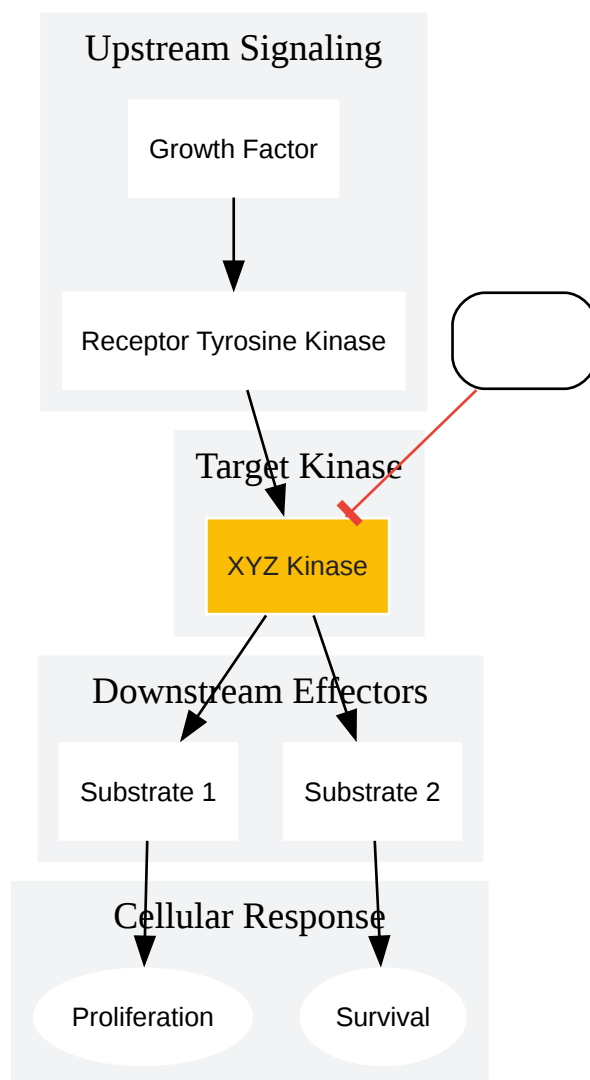 Upstream Signaling
Growth Factor
Receptor Tyrosine Kinase
Target Kinase
XYZ Kinase
Downstream Effectors
Substrate 1
Substrate 2
Cellular Response
Proliferation
Survival